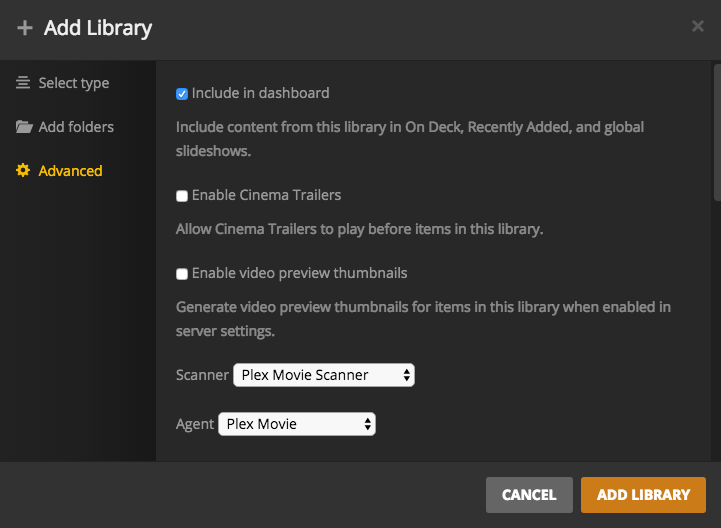 Add Library
Select type
Add folders
Advanced
Include in dashboard
Include content from this library in On Deck, Recently Added, and global
slideshows.
Enable Cinema Trailers
Allow Cinema Trailers to play before items in this library.
Enable video preview thumbnails
Generate video preview thumbnails for items in this library when enabled in
server settings.
Scanner Plex Movie Scanner
Agent Plex Movie
CANCEL ADD LIBRARY